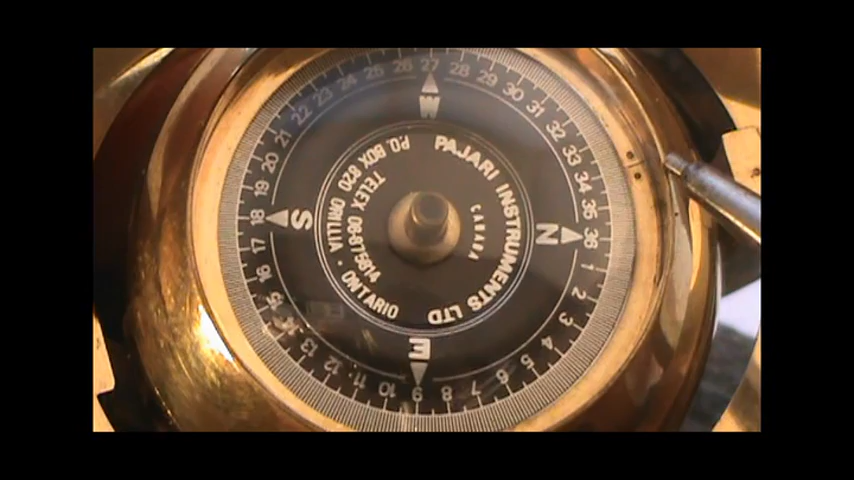 PAJARI INSTRUMENTS LTD
CANADA
P.O. BOX 820 ORILLIA · ONTARIO
TELEX 06-875814
N
E
S
W
1 2 3 4 5 6 7 8 9 10 11 12 13 14 15 16 17 18 19 20 21 22 23 24 25 26 27 28 29 30 31 32 33 34 35 36